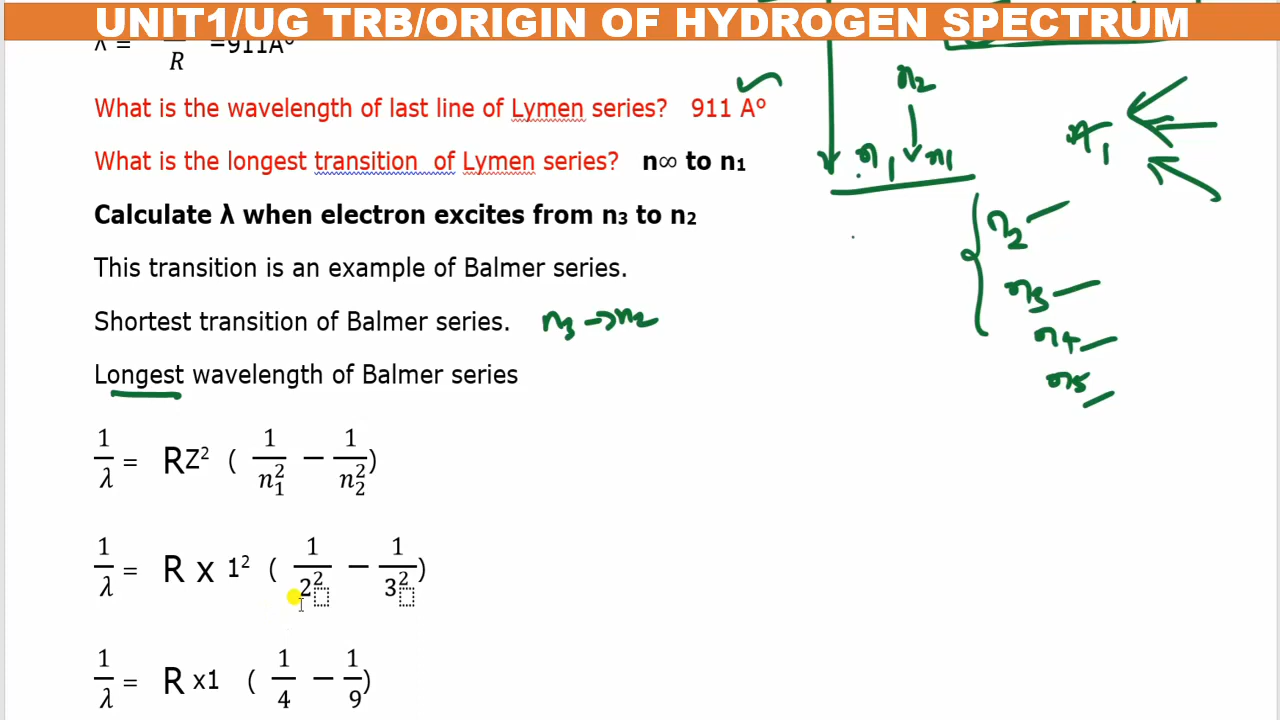 UNIT1/UG TRB/ORIGIN OF HYDROGEN SPECTRUM
λ = 1/R =911Aº
What is the wavelength of last line of Lymen series? 911 Aº
What is the longest transition of Lymen series? n∞ to n₁
Calculate λ when electron excites from n₃ to n₂
This transition is an example of Balmer series.
Shortest transition of Balmer series. n₃ → n₂
Longest wavelength of Balmer series
1/λ = RZ² ( 1/n₁² − 1/n₂² )
1/λ = R x 1² ( 1/2² − 1/3² )
1/λ = R x1 ( 1/4 − 1/9 )
n₂
n₁ n₁
n₁
n₂
n₃
n₄
n₅